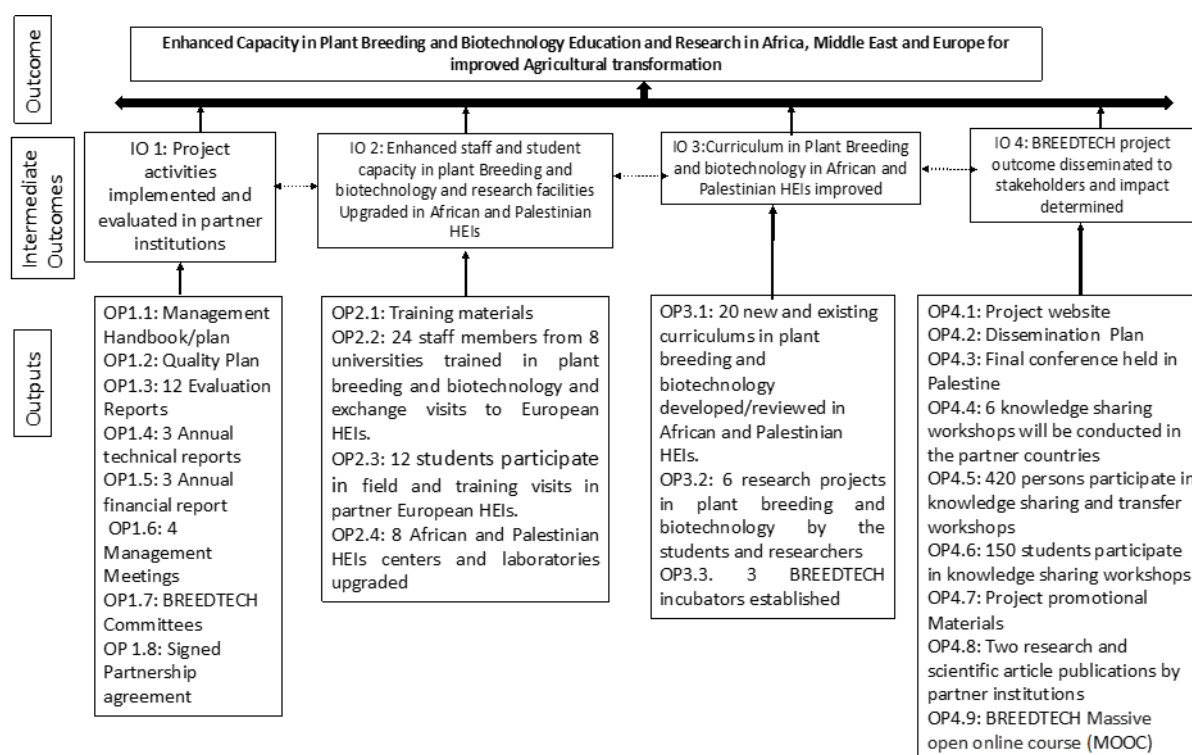 Outcome
Enhanced Capacity in Plant Breeding and Biotechnology Education and Research in Africa, Middle East and Europe for
improved Agricultural transformation
Intermediate
Outcomes
IO 1: Project
activities
implemented and
evaluated in partner
institutions
IO 2: Enhanced staff and student
capacity in plant Breeding and
biotechnology and research facilities
Upgraded in African and Palestinian
HEIs
IO 3:Curriculum in Plant Breeding
and biotechnology in African and
Palestinian HEIs improved
IO 4: BREEDTECH project
outcome disseminated to
stakeholders and impact
determined
Outputs
OP1.1: Management
Handbook/plan
OP1.2: Quality Plan
OP1.3: 12 Evaluation
Reports
OP1.4: 3 Annual
technical reports
OP1.5: 3 Annual
financial report
OP1.6: 4
Management
Meetings
OP1.7: BREEDTECH
Committees
OP 1.8: Signed
Partnership
agreement
OP2.1: Training materials
OP2.2: 24 staff members from 8
universities trained in plant
breeding and biotechnology and
exchange visits to European
HEIs.
OP2.3: 12 students participate
in field and training visits in
partner European HEIs.
OP2.4: 8 African and Palestinian
HEIs centers and laboratories
upgraded
OP3.1: 20 new and existing
curriculums in plant
breeding and
biotechnology
developed/reviewed in
African and Palestinian
HEIs.
OP3.2: 6 research projects
in plant breeding and
biotechnology by the
students and researchers
OP3.3. 3 BREEDTECH
incubators established
OP4.1: Project website
OP4.2: Dissemination Plan
OP4.3: Final conference held in
Palestine
OP4.4: 6 knowledge sharing
workshops will be conducted in
the partner countries
OP4.5: 420 persons participate in
knowledge sharing and transfer
workshops
OP4.6: 150 students participate
in knowledge sharing workshops
OP4.7: Project promotional
Materials
OP4.8: Two research and
scientific article publications by
partner institutions
OP4.9: BREEDTECH Massive
open online course (MOOC)